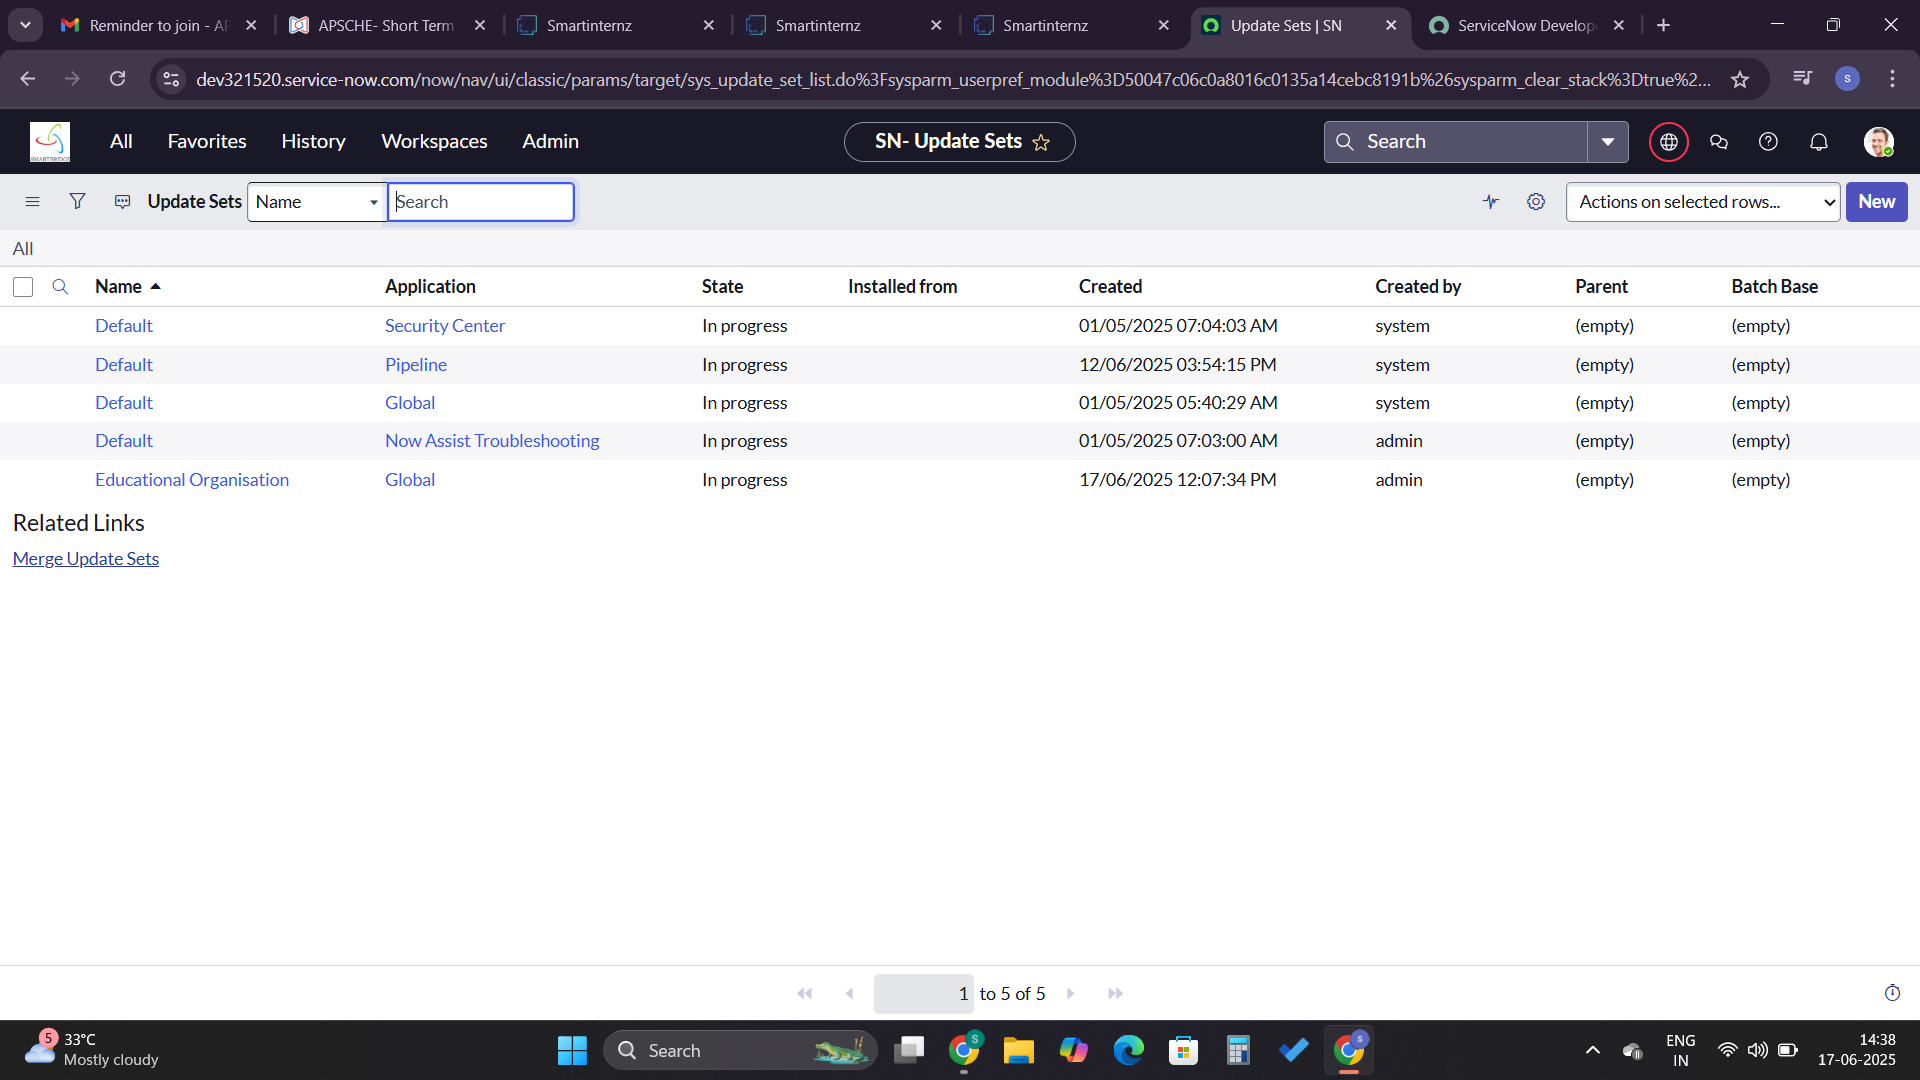 Reminder to join - AP
APSCHE- Short Term
Smartinternz
Smartinternz
Smartinternz
Update Sets | SN
ServiceNow Develop
dev321520.service-now.com/now/nav/ui/classic/params/target/sys_update_set_list.do%3Fsysparm_userpref_module%3D50047c06c0a8016c0135a14cebc8191b%26sysparm_clear_stack%3Dtrue%2...
S
SMARTBRIDGE
All
Favorites
History
Workspaces
Admin
SN- Update Sets
Search
Update Sets
Name
Search
Actions on selected rows...
New
All
Name Application State Installed from Created Created by Parent Batch Base
Default Security Center In progress 01/05/2025 07:04:03 AM system (empty) (empty)
Default Pipeline In progress 12/06/2025 03:54:15 PM system (empty) (empty)
Default Global In progress 01/05/2025 05:40:29 AM system (empty) (empty)
Default Now Assist Troubleshooting In progress 01/05/2025 07:03:00 AM admin (empty) (empty)
Educational Organisation Global In progress 17/06/2025 12:07:34 PM admin (empty) (empty)
Related Links
Merge Update Sets
1 to 5 of 5
5
33°C
Mostly cloudy
Search
S
S
ENG
IN
14:38
17-06-2025